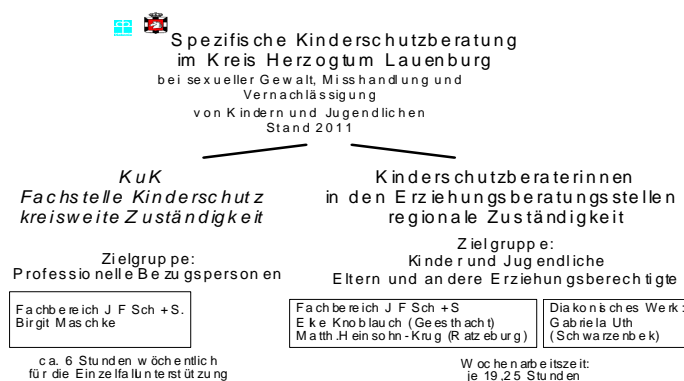 Spezifische Kinderschutzberatung
im Kreis Herzogtum Lauenburg
bei sexueller Gewalt, Misshandlung und
Vernachlässigung
von Kindern und Jugendlichen
Stand 2011
KuK
Fachstelle Kinderschutz
kreisweite Zuständigkeit
Zielgruppe:
Professionelle Bezugspersonen
Fachbereich J F Sch +S.
Birgit Maschke
ca. 6 Stunden wöchentlich
für die Einzelfallunterstützung
Kinderschutzberaterinnen
in den Erziehungsberatungsstellen
regionale Zuständigkeit
Zielgruppe:
Kinder und Jugendliche
Eltern und andere Erziehungsberechtigte
Fachbereich J F Sch +S
Elke Knoblauch (Geesthacht)
Matth.Heinsohn-Krug (Ratzeburg)
Diakonisches Werk:
Gabriela Uth
(Schwarzenbek)
Wochenarbeitszeit:
je 19,25 Stunden